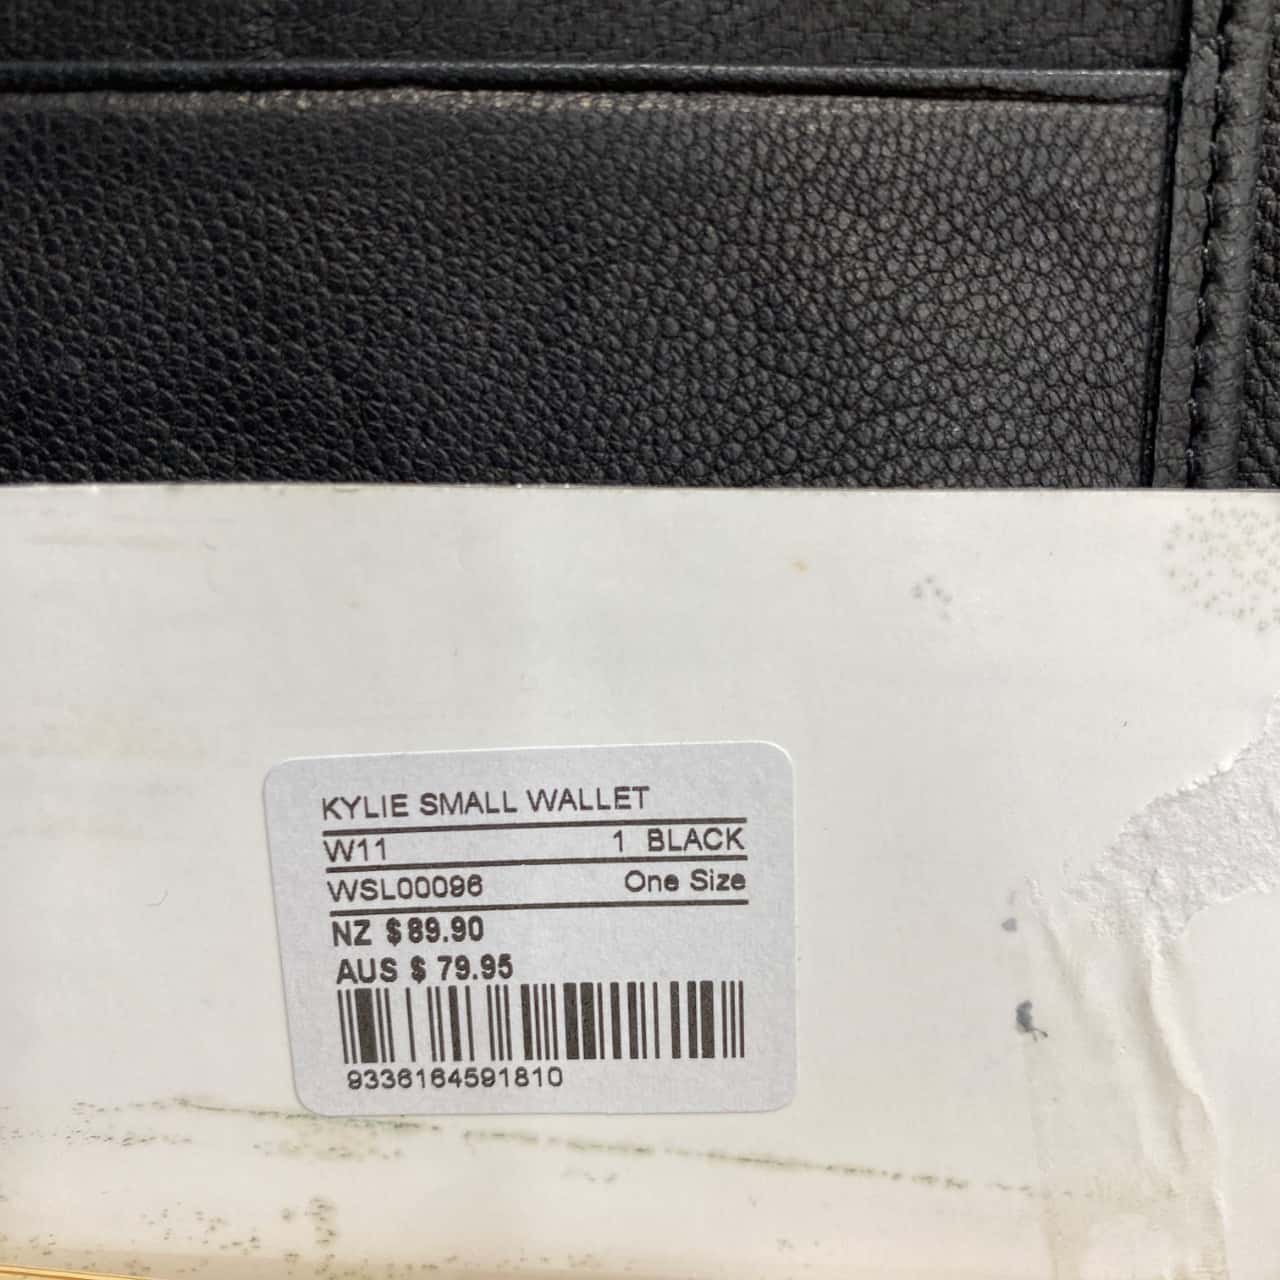 KYLIE SMALL WALLET
W11 1 BLACK
WSL00096 One Size
NZ $89.90
AUS $ 79.95
9336164591810